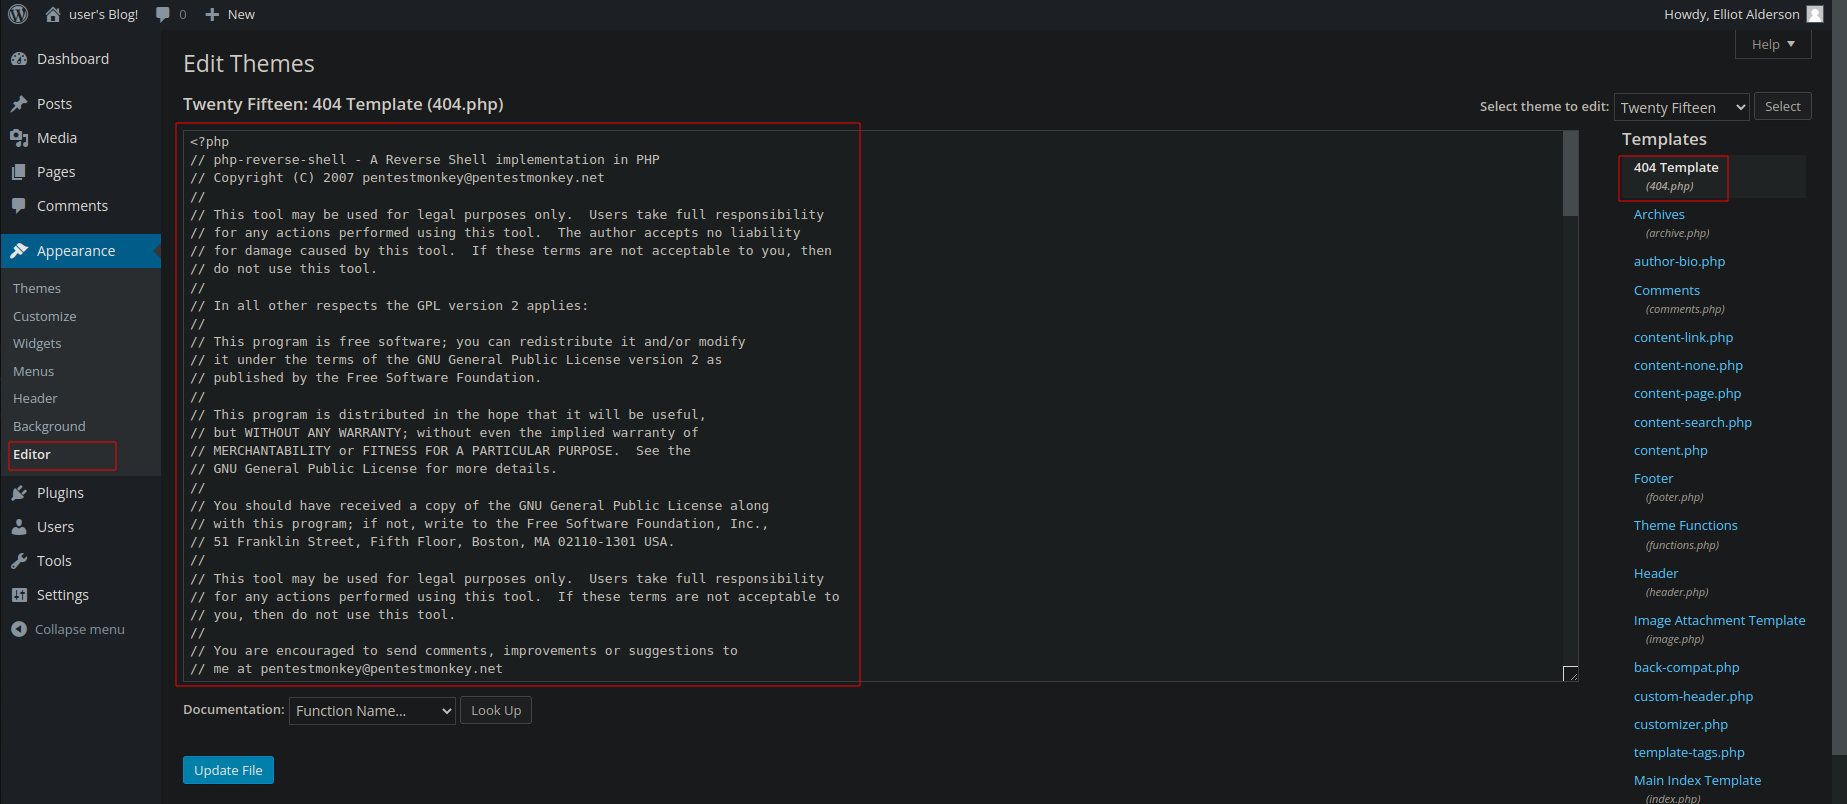 user's Blog!
0
New
Howdy, Elliot Alderson
Help
Dashboard
Posts
Media
Pages
Comments
Appearance
Themes
Customize
Widgets
Menus
Header
Background
Editor
Plugins
Users
Tools
Settings
Collapse menu
Edit Themes
Twenty Fifteen: 404 Template (404.php)
Select theme to edit: Twenty Fifteen Select
<?php
// php-reverse-shell - A Reverse Shell implementation in PHP
// Copyright (C) 2007 pentestmonkey@pentestmonkey.net
//
// This tool may be used for legal purposes only.  Users take full responsibility
// for any actions performed using this tool.  The author accepts no liability
// for damage caused by this tool.  If these terms are not acceptable to you, then
// do not use this tool.
//
// In all other respects the GPL version 2 applies:
//
// This program is free software; you can redistribute it and/or modify
// it under the terms of the GNU General Public License version 2 as
// published by the Free Software Foundation.
//
// This program is distributed in the hope that it will be useful,
// but WITHOUT ANY WARRANTY; without even the implied warranty of
// MERCHANTABILITY or FITNESS FOR A PARTICULAR PURPOSE.  See the
// GNU General Public License for more details.
//
// You should have received a copy of the GNU General Public License along
// with this program; if not, write to the Free Software Foundation, Inc.,
// 51 Franklin Street, Fifth Floor, Boston, MA 02110-1301 USA.
//
// This tool may be used for legal purposes only.  Users take full responsibility
// for any actions performed using this tool.  If these terms are not acceptable to
// you, then do not use this tool.
//
// You are encouraged to send comments, improvements or suggestions to
// me at pentestmonkey@pentestmonkey.net
Documentation: Function Name... Look Up
Update File
Templates
404 Template
(404.php)
Archives
(archive.php)
author-bio.php
Comments
(comments.php)
content-link.php
content-none.php
content-page.php
content-search.php
content.php
Footer
(footer.php)
Theme Functions
(functions.php)
Header
(header.php)
Image Attachment Template
(image.php)
back-compat.php
custom-header.php
customizer.php
template-tags.php
Main Index Template
(index.php)